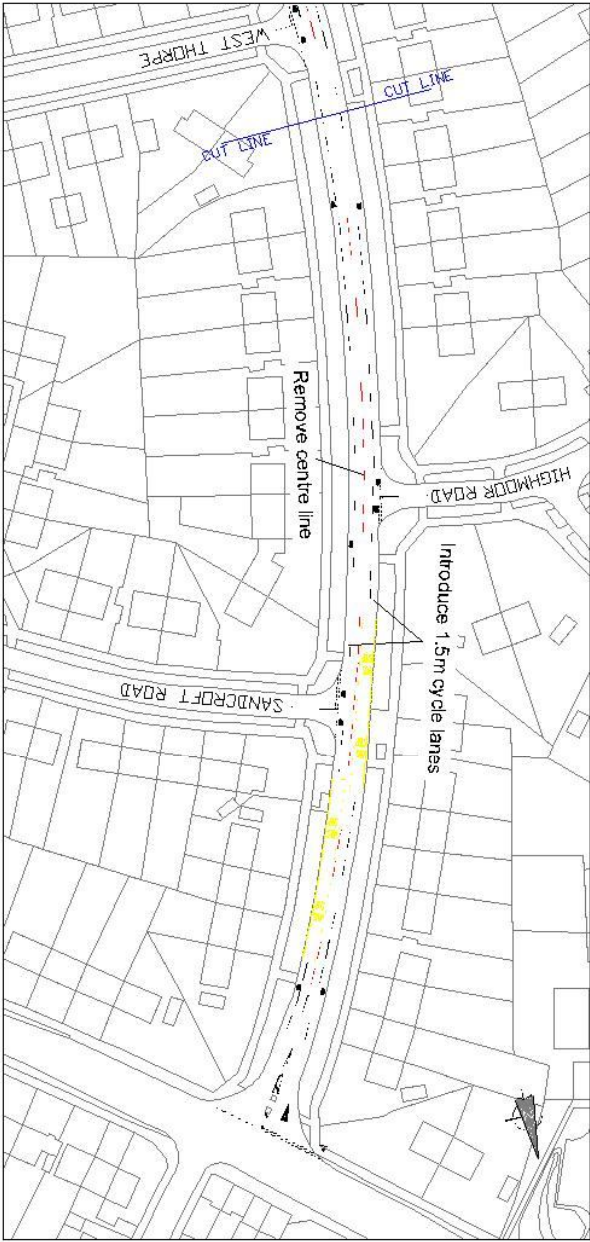 WEST THORPE
CUT LINE
CUT LINE
HIGHMOOR ROAD
Remove centre line
Introduce 1.5m cycle lanes
SANDCROFT ROAD